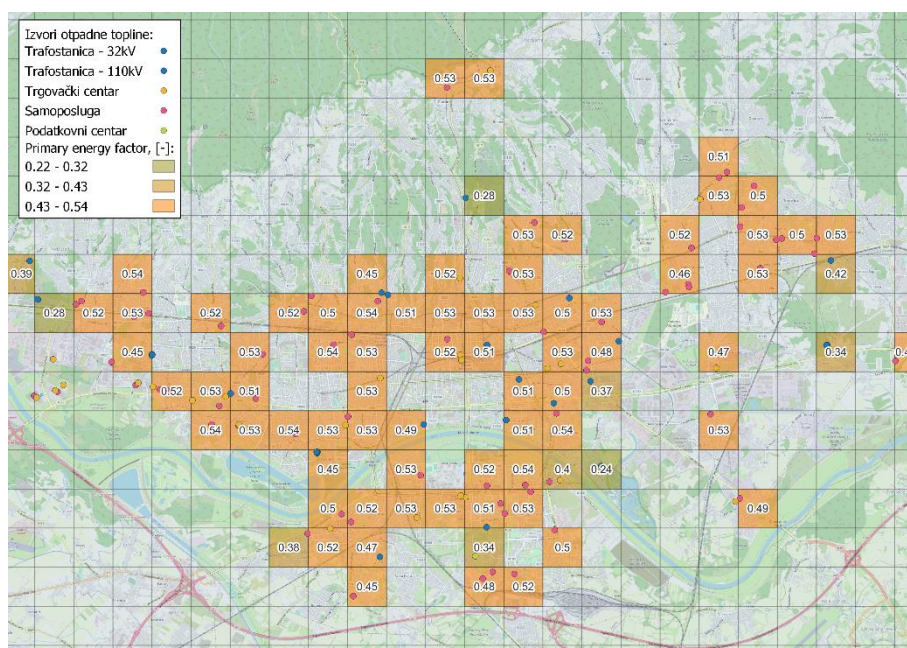 Izvori otpadne topline:
Trafostanica - 32kV
Trafostanica - 110kV
Trgovački centar
Samoposluga
Podatkovni centar
Primary energy factor, [-]:
0.22 - 0.32
0.32 - 0.43
0.43 - 0.54
0.53 0.53
0.51
0.28 0.53 0.5
0.53 0.52 0.52 0.53 0.5 0.53
0.39 0.54 0.45 0.52 0.53 0.46 0.53 0.42
0.28 0.52 0.53 0.52 0.52 0.5 0.54 0.51 0.53 0.53 0.53 0.5 0.53
0.45 0.53 0.54 0.53 0.52 0.51 0.53 0.48 0.47 0.34
0.52 0.53 0.51 0.53 0.51 0.5 0.37
0.54 0.53 0.54 0.53 0.53 0.49 0.51 0.54 0.53
0.45 0.53 0.52 0.54 0.4 0.24
0.5 0.52 0.53 0.53 0.51 0.53 0.49
0.38 0.52 0.47 0.34 0.5
0.45 0.48 0.52